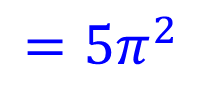 = 5π²